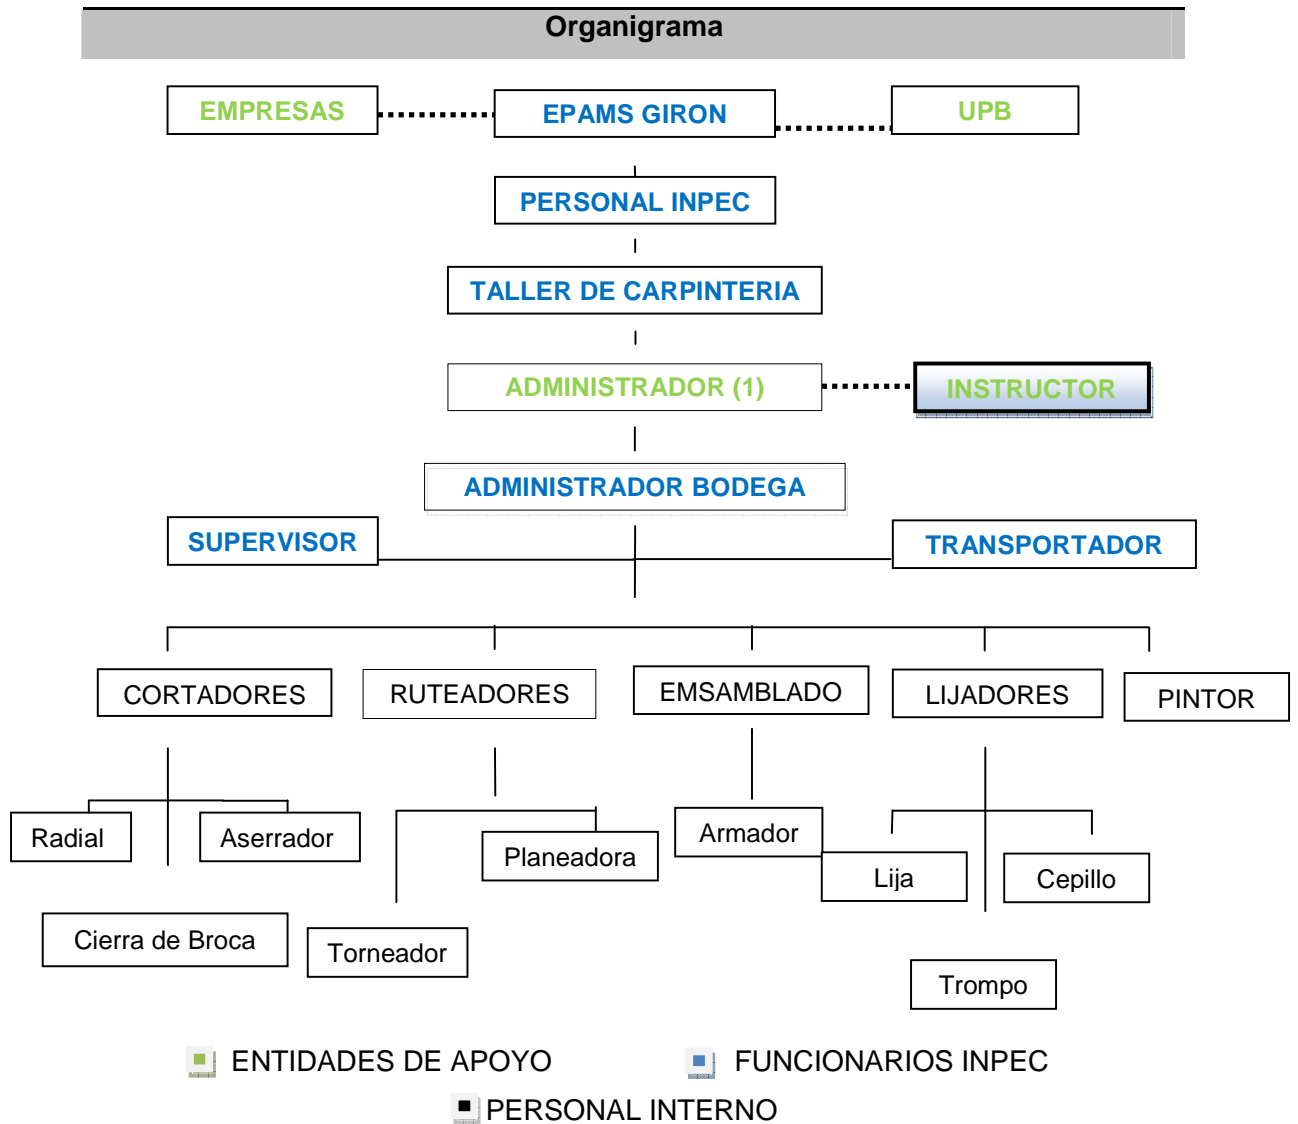 Organigrama
EMPRESAS
EPAMS GIRON
UPB
PERSONAL INPEC
TALLER DE CARPINTERIA
ADMINISTRADOR (1)
INSTRUCTOR
ADMINISTRADOR BODEGA
SUPERVISOR
TRANSPORTADOR
CORTADORES
RUTEADORES
EMSAMBLADO
LIJADORES
PINTOR
Radial
Aserrador
Planeadora
Armador
Lija
Cepillo
Cierra de Broca
Torneador
Trompo
ENTIDADES DE APOYO
FUNCIONARIOS INPEC
PERSONAL INTERNO